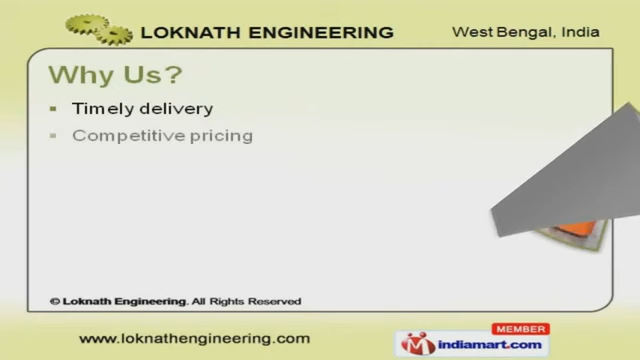 LOKNATH ENGINEERING
West Bengal, India
Why Us?
Timely delivery
Competitive pricing
© Loknath Engineering. All Rights Reserved
www.loknathengineering.com
MEMBER
indiamart.com